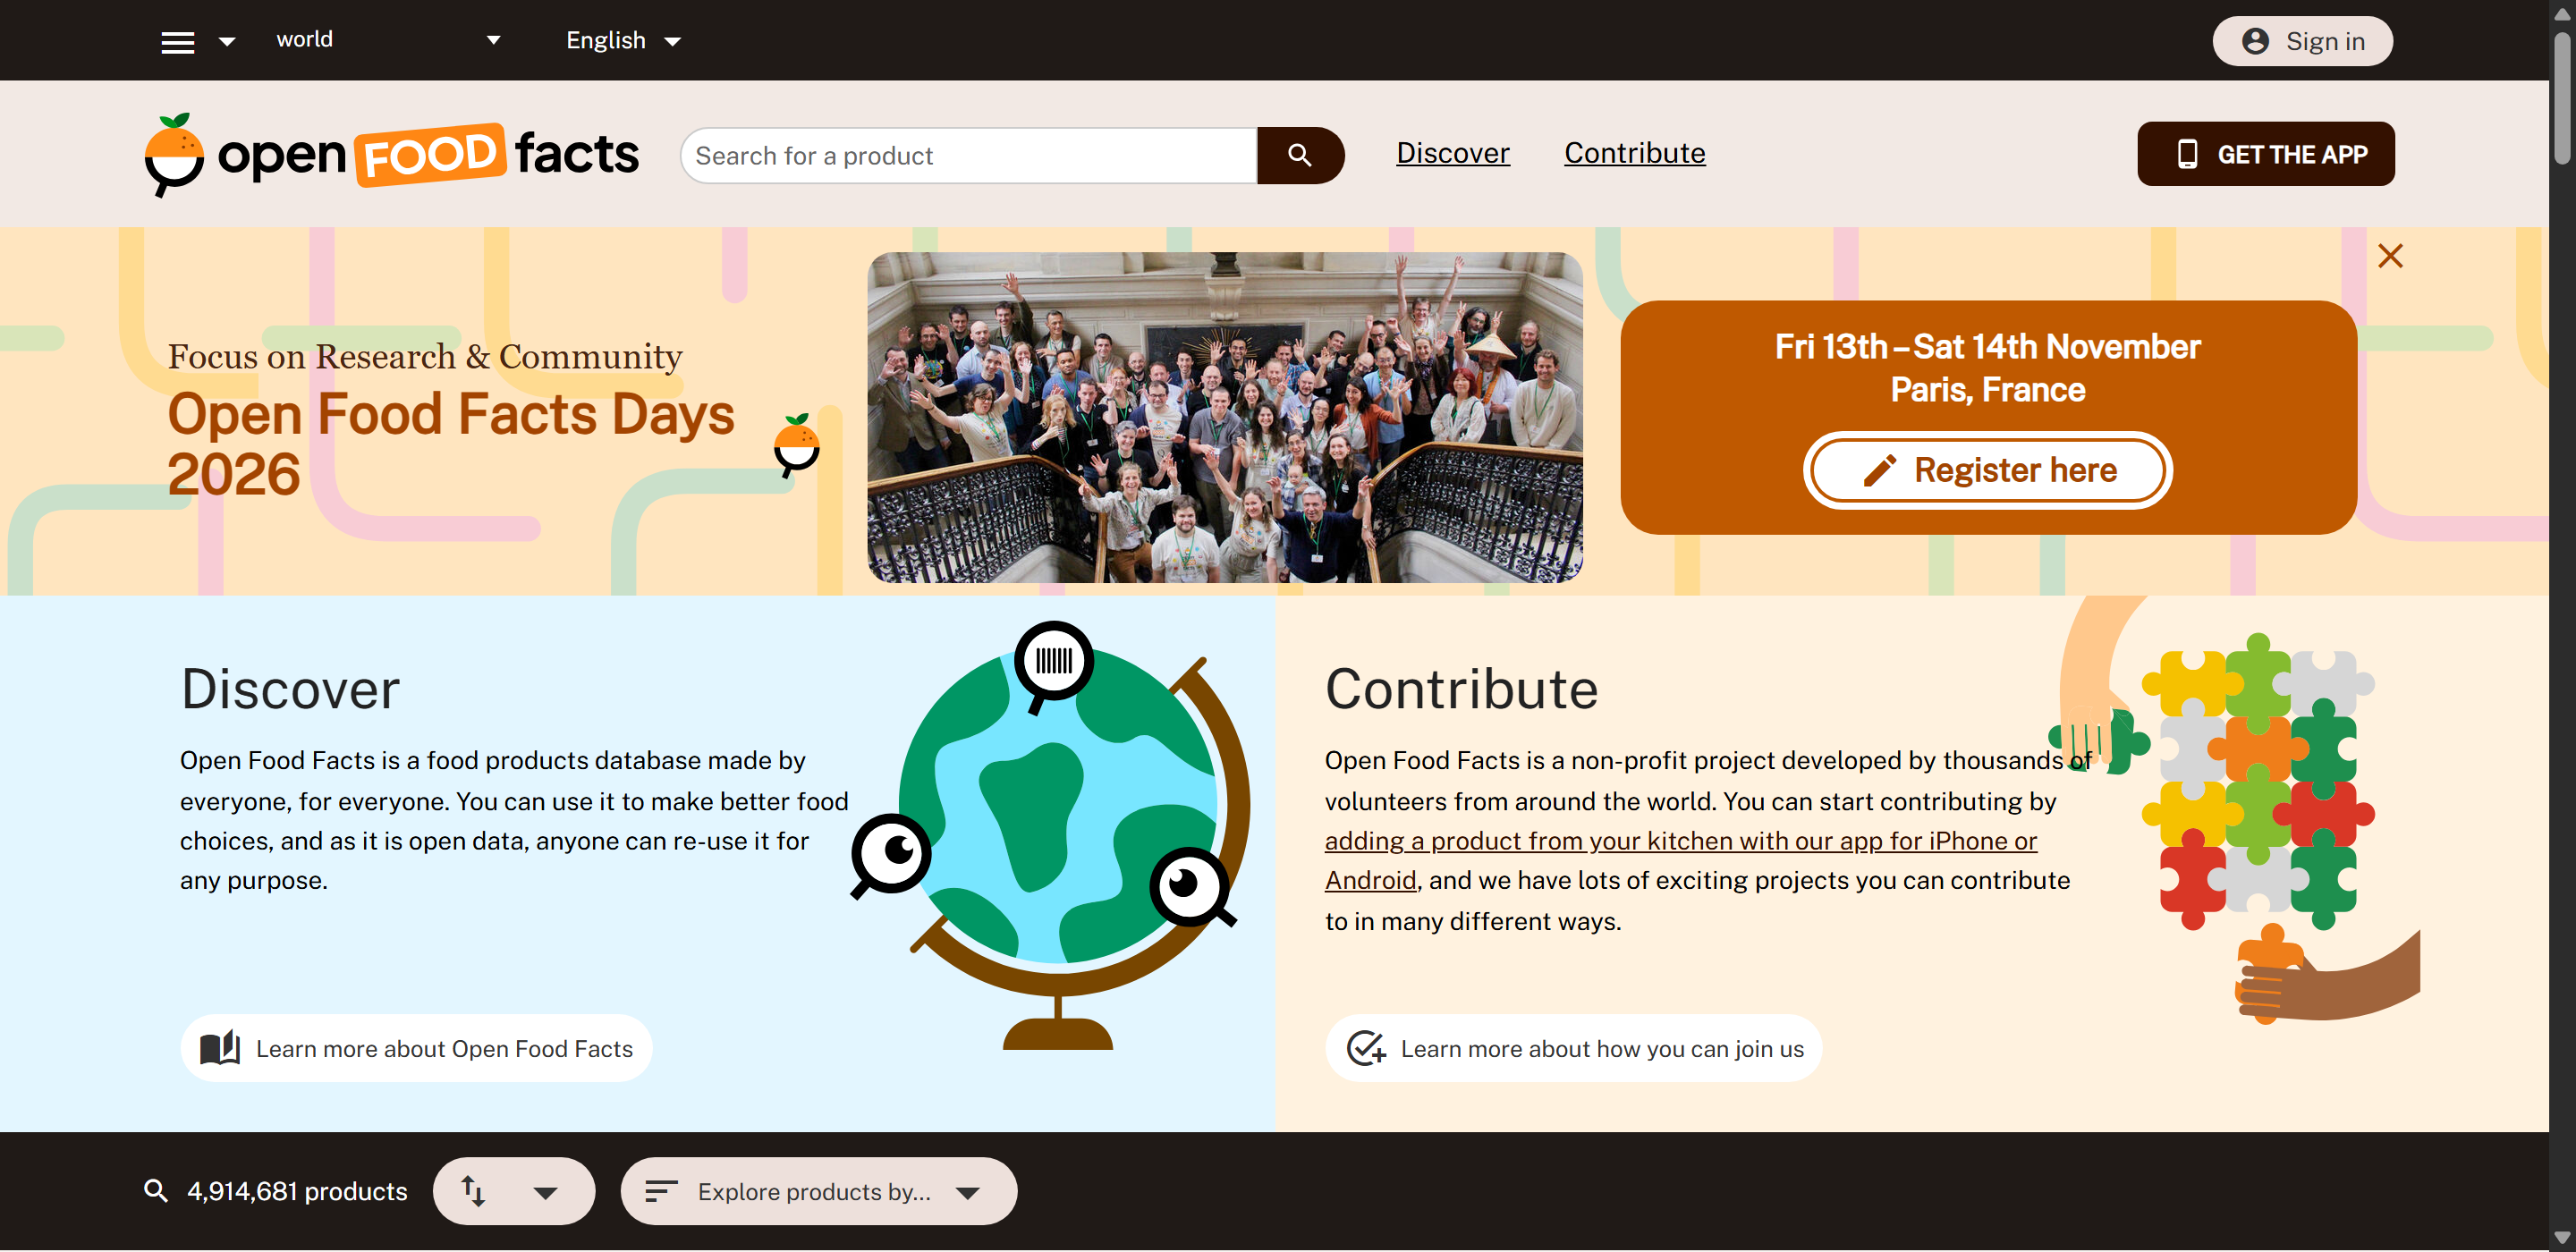 world
English
Sign in
open FOOD facts
Search for a product
Discover
Contribute
GET THE APP
Focus on Research & Community
Open Food Facts Days
2026
Fri 13th – Sat 14th November
Paris, France
Register here
Discover
Open Food Facts is a food products database made by
everyone, for everyone. You can use it to make better food
choices, and as it is open data, anyone can re-use it for
any purpose.
Learn more about Open Food Facts
Contribute
Open Food Facts is a non-profit project developed by thousands of
volunteers from around the world. You can start contributing by
adding a product from your kitchen with our app for iPhone or
Android, and we have lots of exciting projects you can contribute
to in many different ways.
Learn more about how you can join us
4,914,681 products
Explore products by...